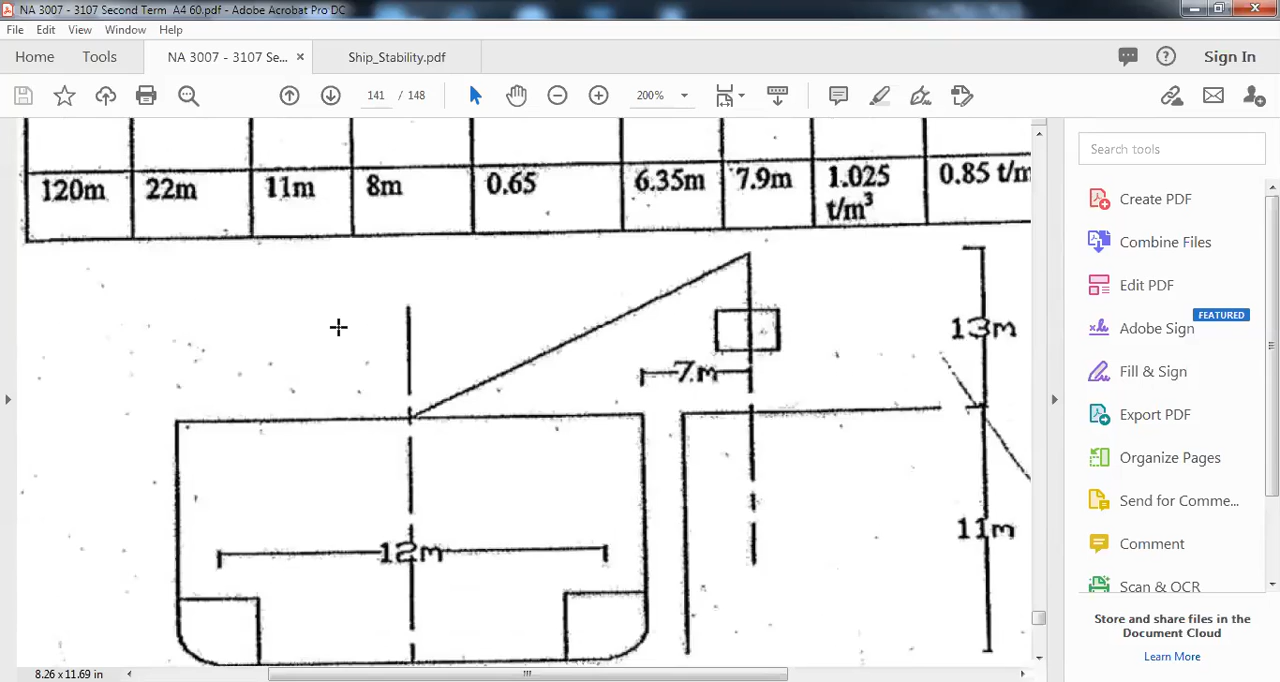 NA 3007 - 3107 Second Term A4 60.pdf - Adobe Acrobat Pro DC
File Edit View Window Help
Home Tools NA 3007 - 3107 Se... × Ship_Stability.pdf Sign In
141 / 148 200%
120m 22m 11m 8m 0.65 6.35m 7.9m 1.025 t/m³ 0.85 t/m
13m
7m
11m
12m
8.26 x 11.69 in
Search tools
Create PDF
Combine Files
Edit PDF
FEATURED
Adobe Sign
Fill & Sign
Export PDF
Organize Pages
Send for Comme...
Comment
Scan & OCR
Store and share files in the
Document Cloud
Learn More